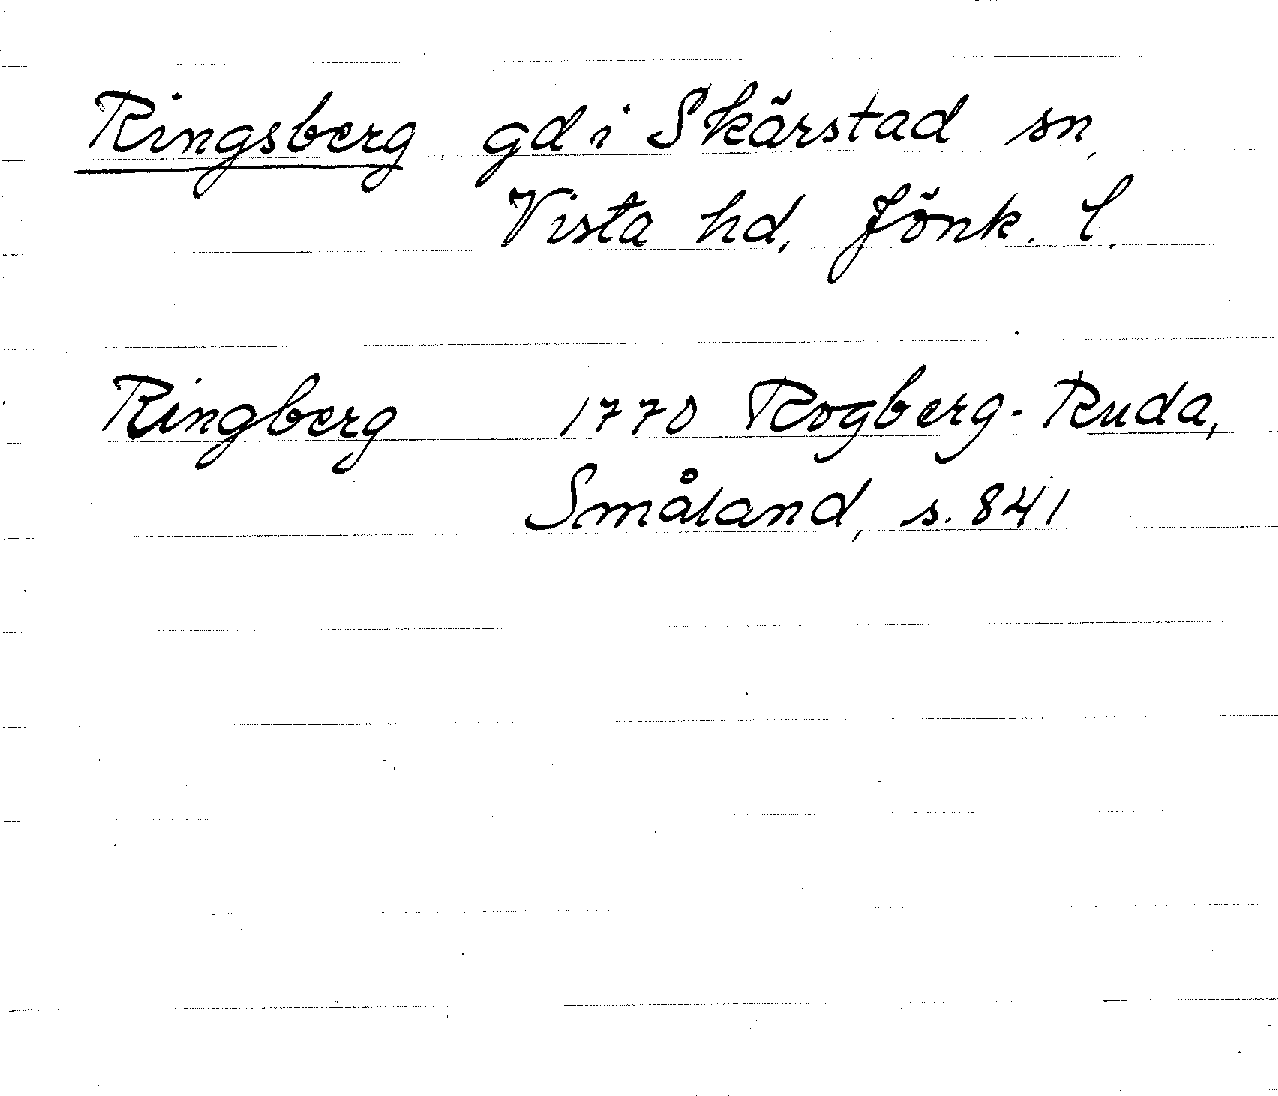 Ringsberg gd i Skärstad sn,
Vista hd, Jönk. l.
Ringberg 1770 Rogberg-Ruda,
Småland, s. 841